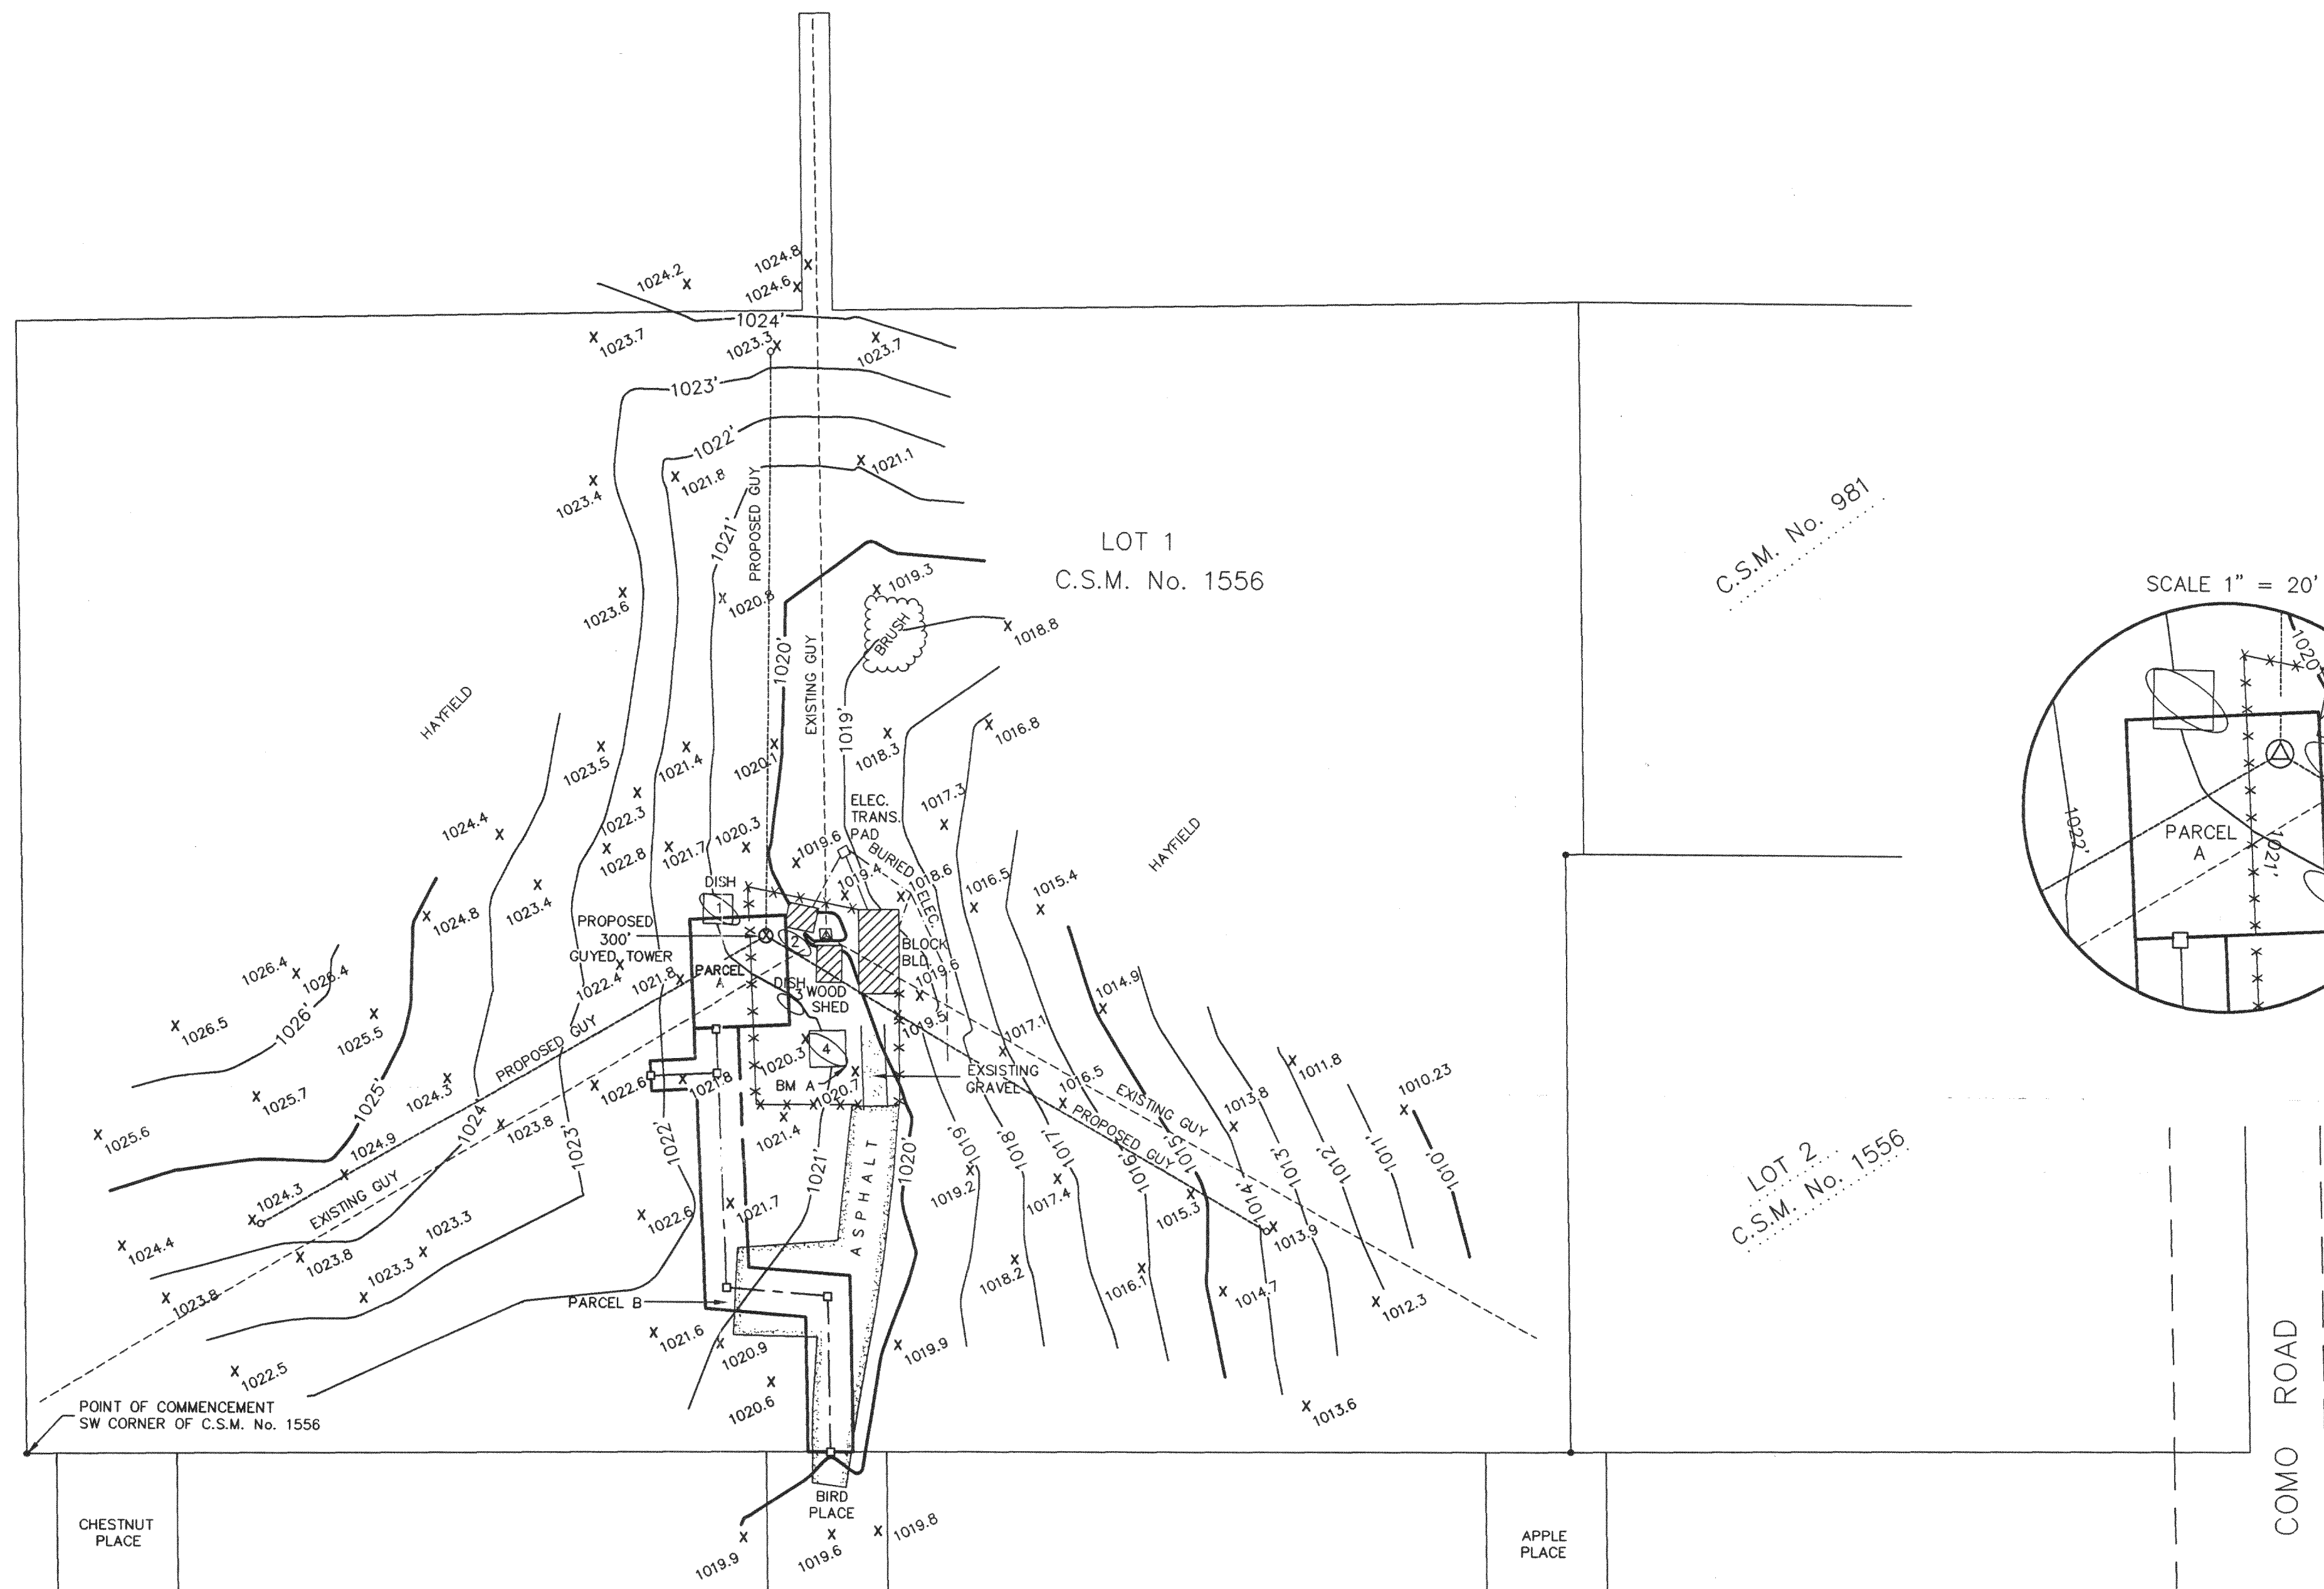 1024.2
1024.8
1024.6
1024'
1023.7
1023.3
1023.7
1023'
1022'
1021.1
1021.8
1023.4
1021'
PROPOSED GUY
LOT 1
C.S.M. No. 1556
C.S.M. No. 981
SCALE 1" = 20'
1023.6
1020.8
1019.3
BRUSH
1018.8
1020'
EXISTING GUY
HAYFIELD
1019'
1016.8
1018.3
1023.5
1021.4
1020.1
1017.3
1022.3
ELEC.
TRANS.
PAD
BURIED ELEC.
1024.4
1022.8
1021.7
1020.3
1019.6
1019.4
1018.6
1016.5
1015.4
HAYFIELD
1024.8
1023.4
DISH
1
PROPOSED
300'
GUYED TOWER
2
BLOCK
BLD.
1026.4
1026.4
1022.4
1021.8
PARCEL
A
DISH
3
WOOD
SHED
1019.6
1014.9
1026.5
1026'
1025.5
1019.5
1017.1
PROPOSED GUY
4
1020.3
BM A
1020.7
EXSISTING
GRAVEL
1025.7
1025'
1024.3
1022.6
1021.8
1016.5
1011.8
1010.23
1025.6
1024.9
1024'
1023.8
1023'
1022'
1021.4
1021'
ASPHALT
1020'
1019'
1018'
1017'
1016'
1015'
EXISTING GUY
PROPOSED GUY
1013.8
1014'
1013'
1012'
1011'
1010'
1024.3
EXISTING GUY
1024.4
1023.8
1023.3
1023.3
1022.6
1021.7
1019.2
1017.4
1015.3
1013.9
1023.8
1018.2
1016.1
1014.7
1012.3
PARCEL B
1021.6
1020.9
1019.9
1022.5
1020.6
1013.6
POINT OF COMMENCEMENT
SW CORNER OF C.S.M. No. 1556
CHESTNUT
PLACE
BIRD
PLACE
1019.9
1019.6
1019.8
APPLE
PLACE
LOT 2
C.S.M. No. 1556
COMO ROAD
1020'
1022'
PARCEL
A
1021'